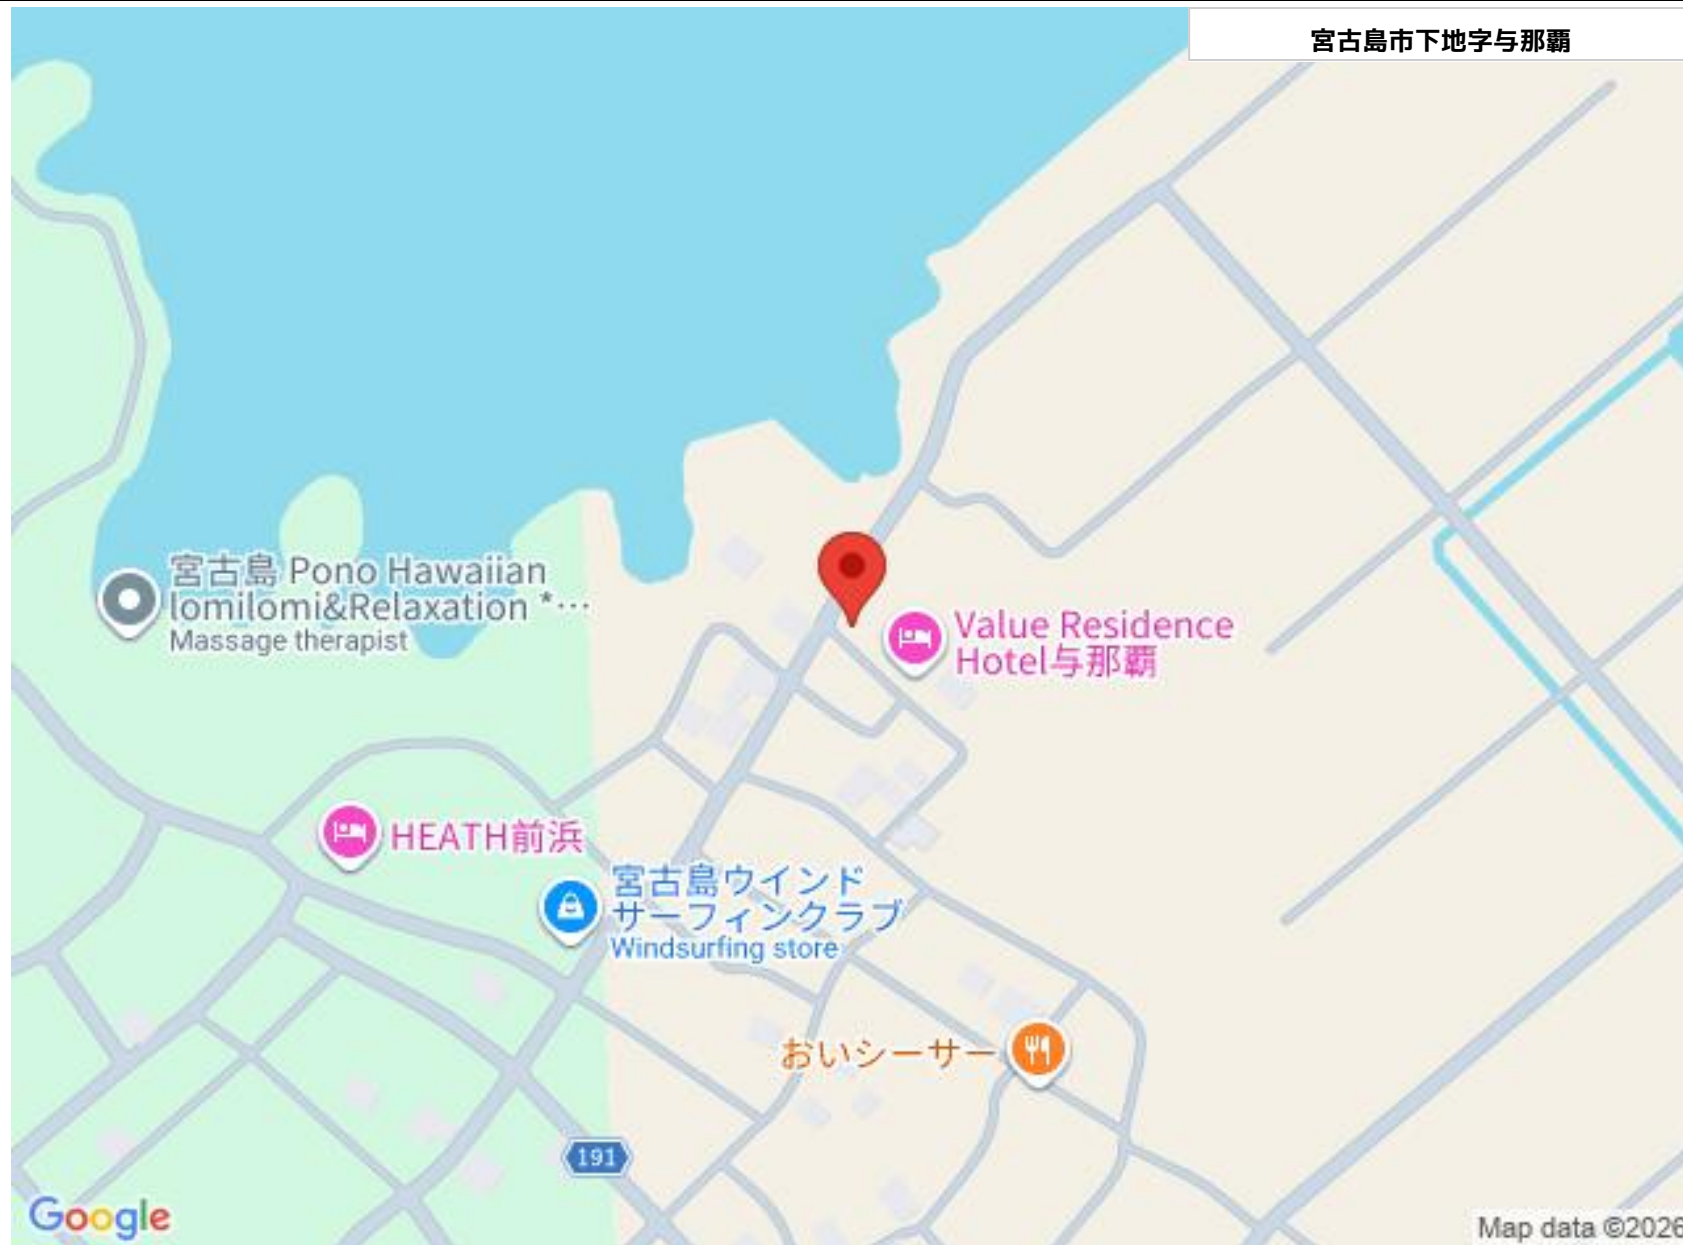 宮古島市下地字与那覇
宮古島 Pono Hawaiian
lomilomi&Relaxation *…
Massage therapist
Value Residence
Hotel与那覇
HEATH前浜
宮古島ウインド
サーフィンクラブ
Windsurfing store
おいシーサー
191
Google
Map data ©2026